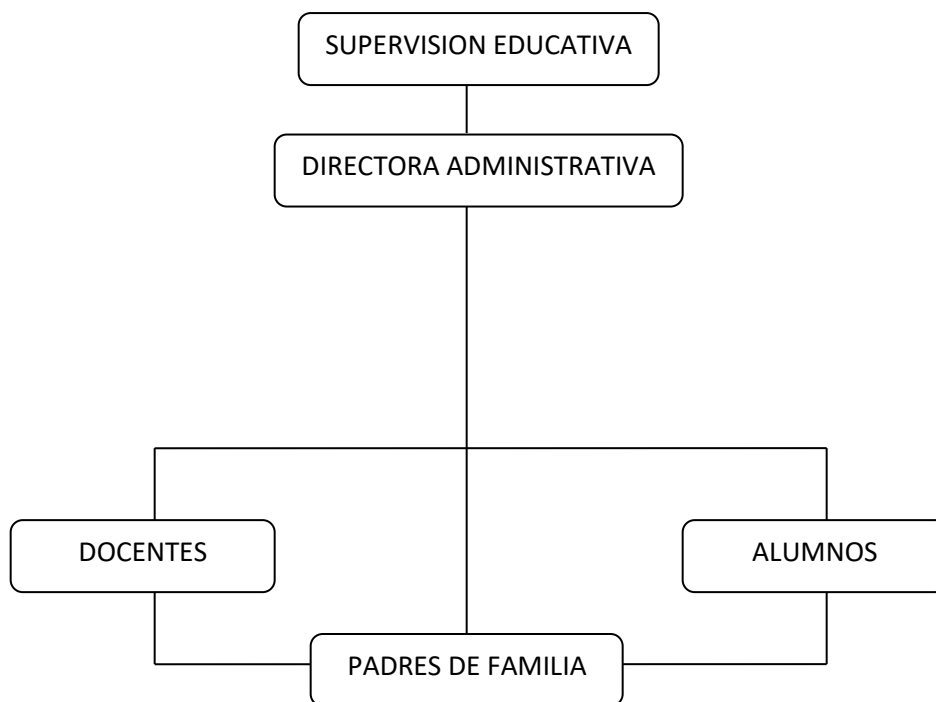 SUPERVISION EDUCATIVA
DIRECTORA ADMINISTRATIVA
DOCENTES
ALUMNOS
PADRES DE FAMILIA